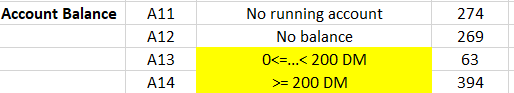 Account Balance A11 No running account 274
A12 No balance 269
A13 0<=...< 200 DM 63
A14 >= 200 DM 394